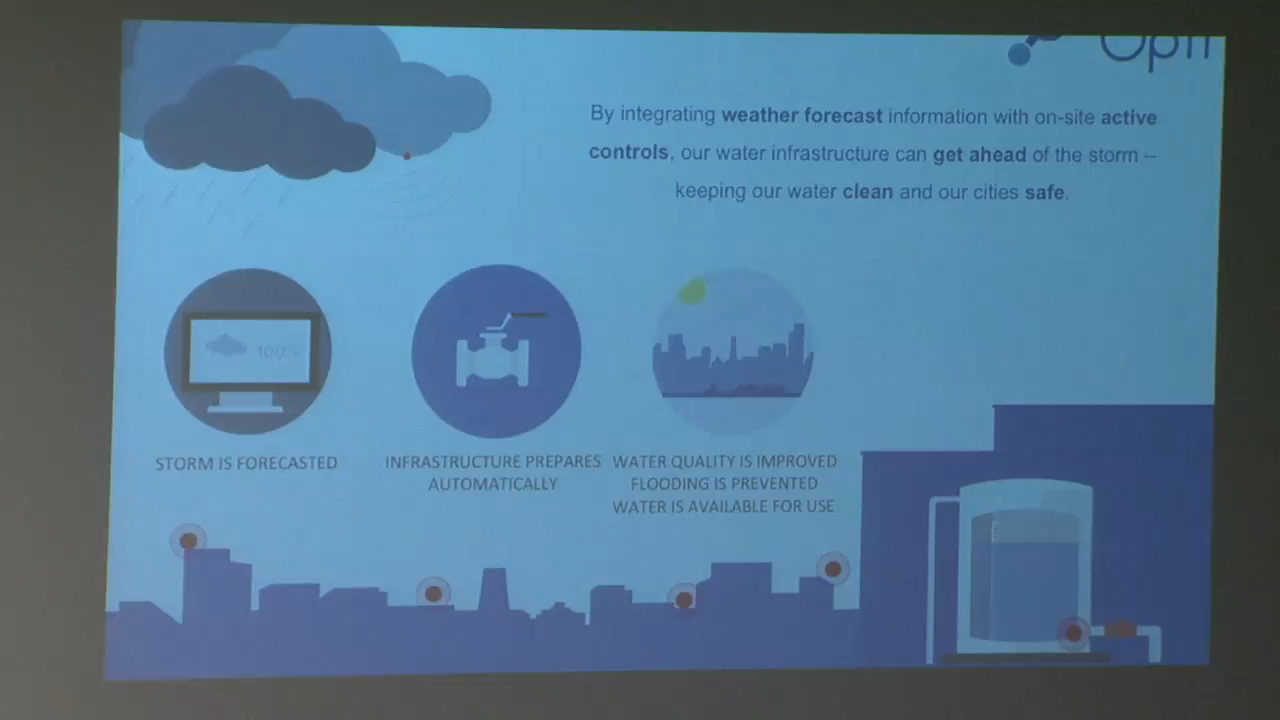 Opti
By integrating weather forecast information with on-site active
controls, our water infrastructure can get ahead of the storm –
keeping our water clean and our cities safe.
100%
STORM IS FORECASTED
INFRASTRUCTURE PREPARES
AUTOMATICALLY
WATER QUALITY IS IMPROVED
FLOODING IS PREVENTED
WATER IS AVAILABLE FOR USE